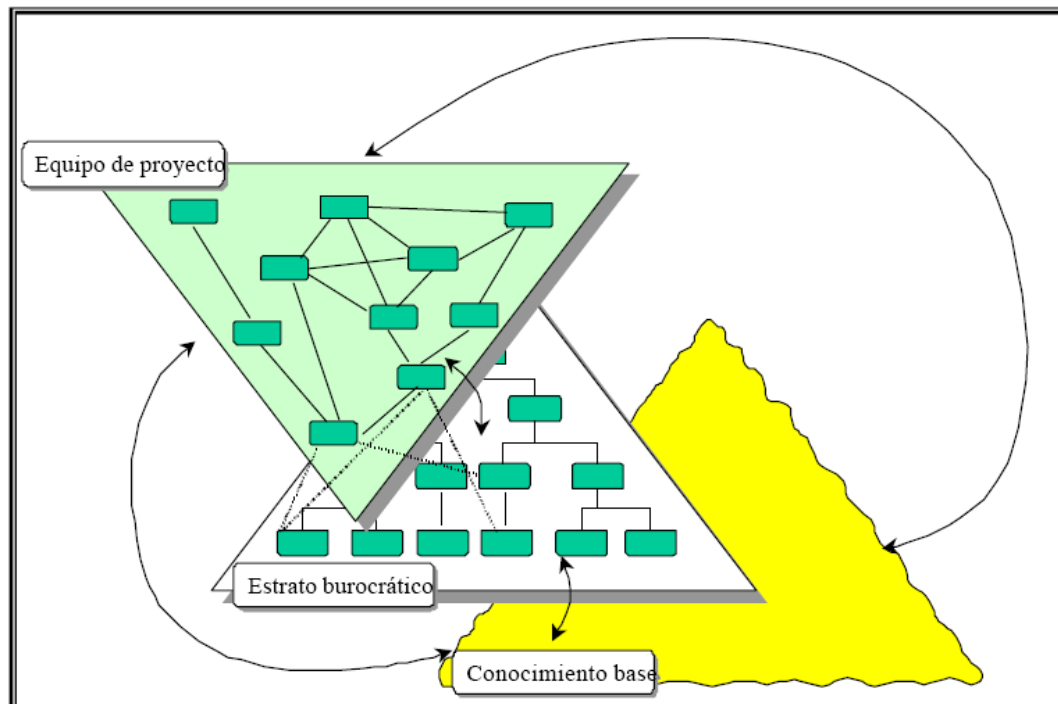 Equipo de proyecto
Estrato burocrático
Conocimiento base